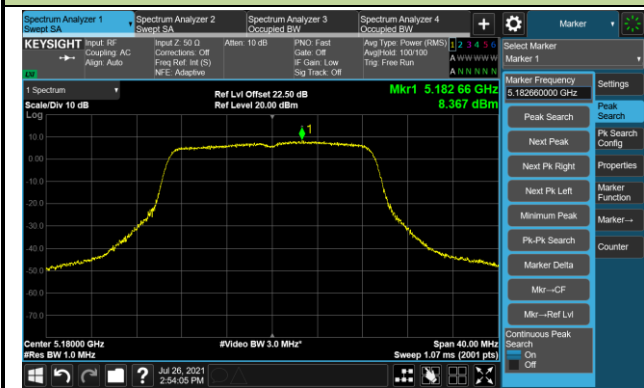 Spectrum Analyzer 1
Swept SA
Spectrum Analyzer 2
Swept SA
Spectrum Analyzer 3
Occupied BW
Spectrum Analyzer 4
Occupied BW
+
Marker
KEYSIGHT
Input: RF
Coupling: AC
Align: Auto
Input Z: 50 Ω
Corrections: Off
Freq Ref: Int (S)
NFE: Adaptive
Atten: 10 dB
PNO: Fast
Gate: Off
IF Gain: Low
Sig Track: Off
Avg Type: Power (RMS)
Avg|Hold: 100/100
Trig: Free Run
1 2 3 4 5 6
A W W W W W
A N N N N N
Select Marker
Marker 1
1 Spectrum
Scale/Div 10 dB
Log
Ref Lvl Offset 22.50 dB
Ref Level 20.00 dBm
Mkr1 5.182 66 GHz
8.367 dBm
1
10.0
0.00
-10.0
-20.0
-30.0
-40.0
-50.0
-60.0
-70.0
Center 5.18000 GHz
#Res BW 1.0 MHz
#Video BW 3.0 MHz*
Span 40.00 MHz
Sweep 1.07 ms (2001 pts)
Marker Frequency
5.182660000 GHz
Peak Search
Next Peak
Next Pk Right
Next Pk Left
Minimum Peak
Pk-Pk Search
Marker Delta
Mkr→CF
Mkr→Ref Lvl
Continuous Peak
Search
On
Off
Settings
Peak
Search
Pk Search
Config
Properties
Marker
Function
Marker→
Counter
?
Jul 26, 2021
2:54:05 PM